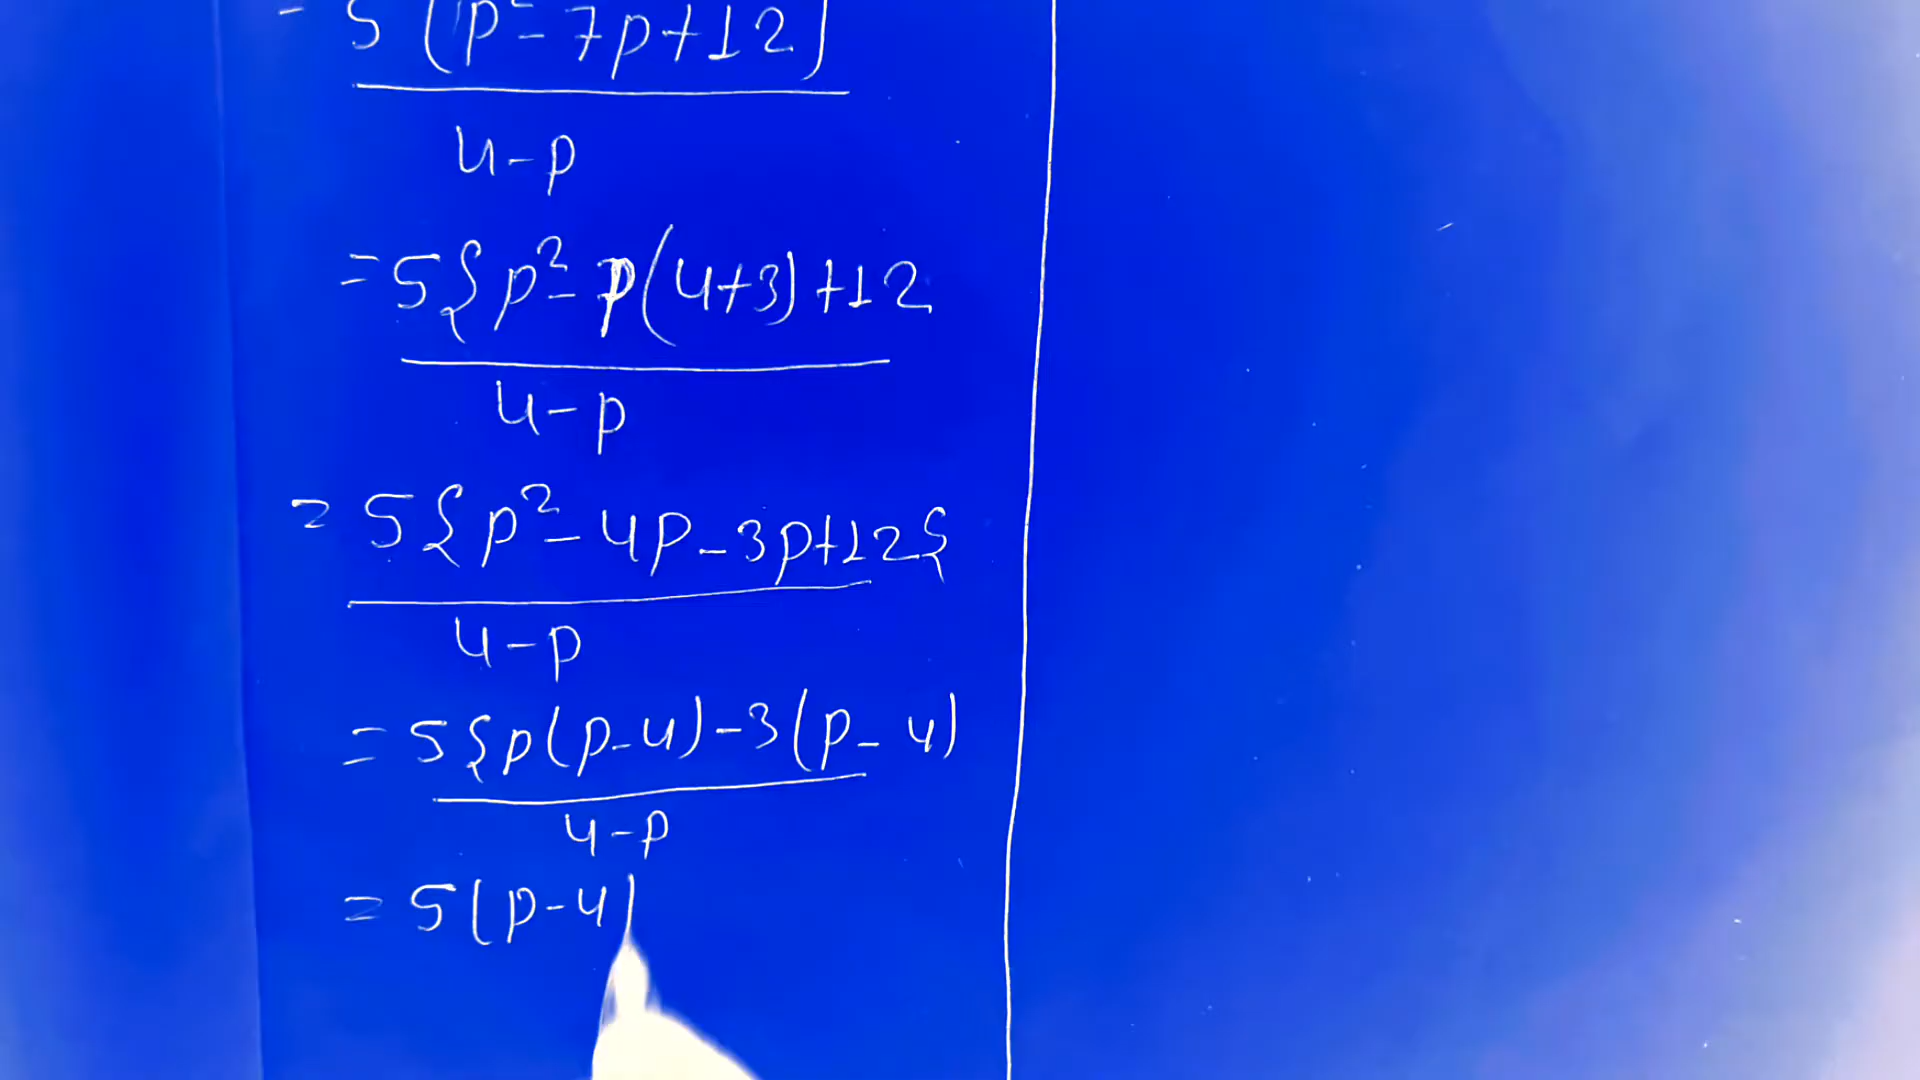 = 5(p²-7p+12)
4-p
=5{p²-p(4+3)+12
4-p
= 5{p²-4p-3p+12}
4-p
=5{p(p-4)-3(p-4)
4-p
= 5(p-4)